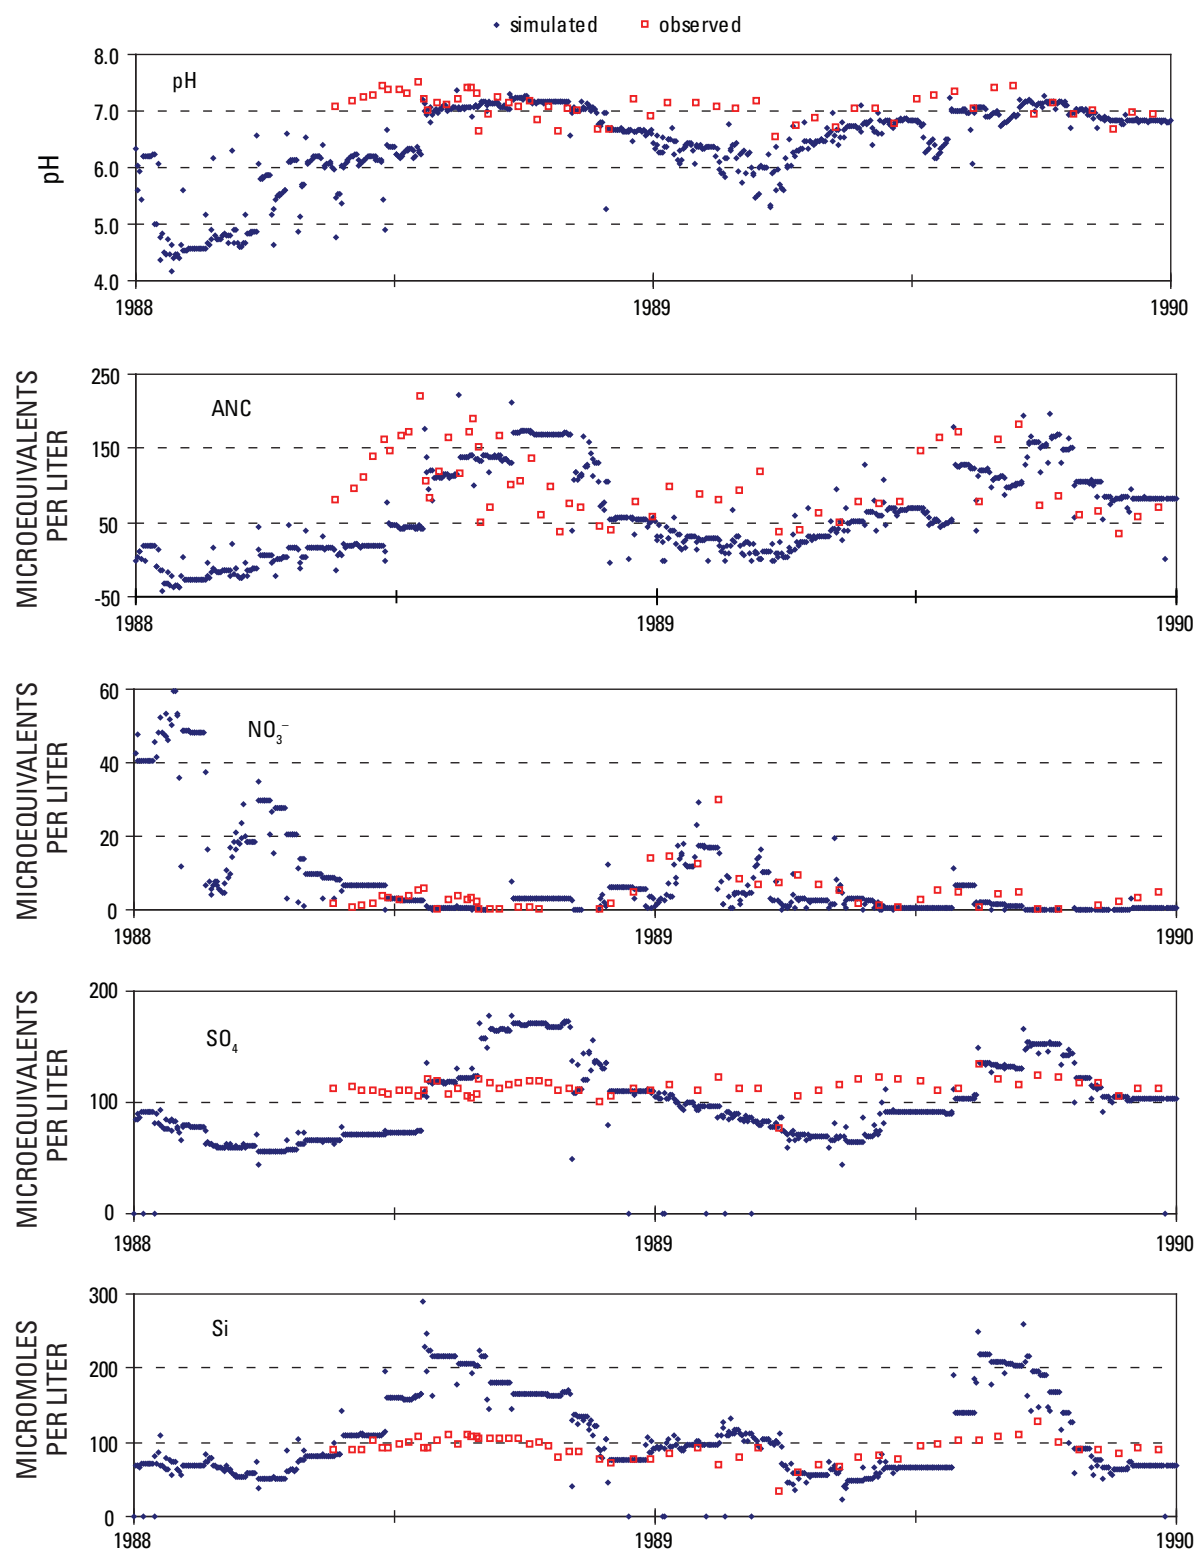 simulated observed
8.0
pH
7.0
pH
6.0
5.0
4.0
1988 1989 1990
250
ANC
150
MICROEQUIVALENTS
PER LITER
50
-50
1988 1989 1990
60
NO₃⁻
40
MICROEQUIVALENTS
PER LITER
20
0
1988 1989 1990
200
SO₄
100
MICROEQUIVALENTS
PER LITER
0
1988 1989 1990
300
Si
200
MICROMOLES
PER LITER
100
0
1988 1989 1990